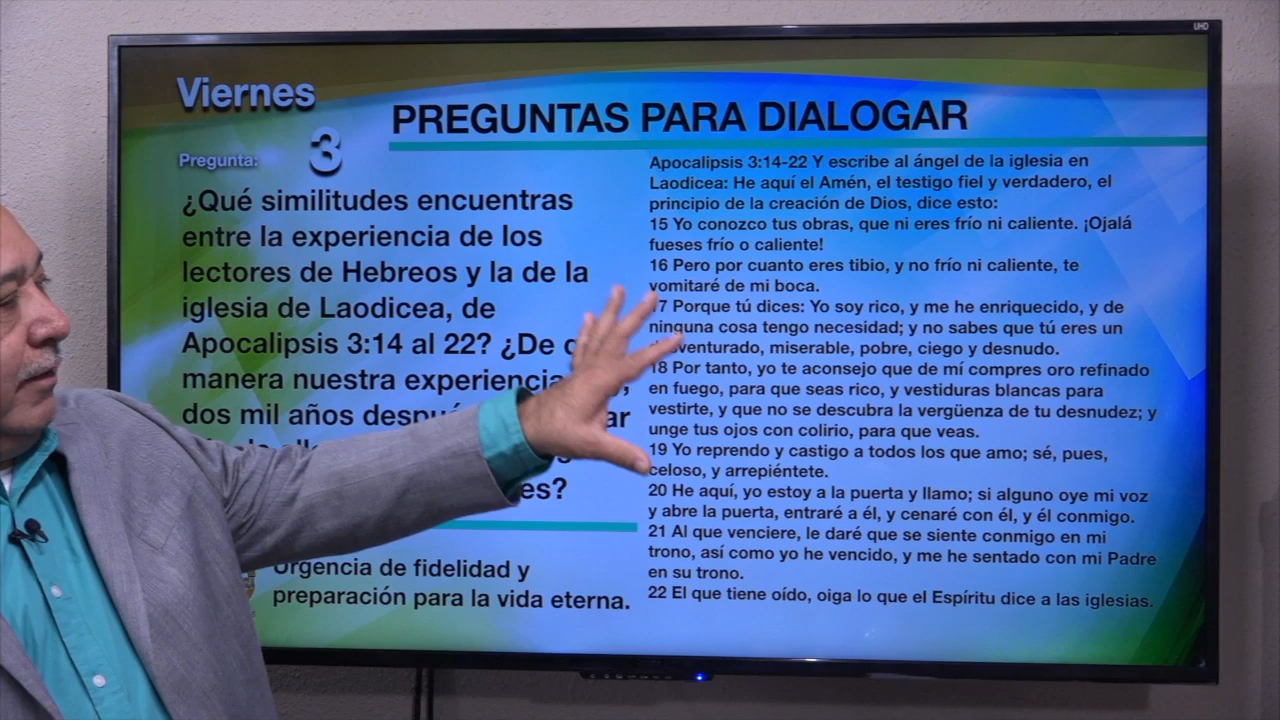 UHD
Viernes
PREGUNTAS PARA DIALOGAR
Pregunta: 3
¿Qué similitudes encuentras
entre la experiencia de los
lectores de Hebreos y la de la
iglesia de Laodicea, de
Apocalipsis 3:14 al 22? ¿De
manera nuestra experiencia
dos mil años
Urgencia de fidelidad y
preparación para la vida eterna.
Apocalipsis 3:14-22 Y escribe al ángel de la iglesia en
Laodicea: He aquí el Amén, el testigo fiel y verdadero, el
principio de la creación de Dios, dice esto:
15 Yo conozco tus obras, que ni eres frío ni caliente. ¡Ojalá
fueses frío o caliente!
16 Pero por cuanto eres tibio, y no frío ni caliente, te
vomitaré de mi boca.
17 Porque tú dices: Yo soy rico, y me he enriquecido, y de
ninguna cosa tengo necesidad; y no sabes que tú eres un
desventurado, miserable, pobre, ciego y desnudo.
18 Por tanto, yo te aconsejo que de mí compres oro refinado
en fuego, para que seas rico, y vestiduras blancas para
vestirte, y que no se descubra la vergüenza de tu desnudez; y
unge tus ojos con colirio, para que veas.
19 Yo reprendo y castigo a todos los que amo; sé, pues,
celoso, y arrepiéntete.
20 He aquí, yo estoy a la puerta y llamo; si alguno oye mi voz
y abre la puerta, entraré a él, y cenaré con él, y él conmigo.
21 Al que venciere, le daré que se siente conmigo en mi
trono, así como yo he vencido, y me he sentado con mi Padre
en su trono.
22 El que tiene oído, oiga lo que el Espíritu dice a las iglesias.